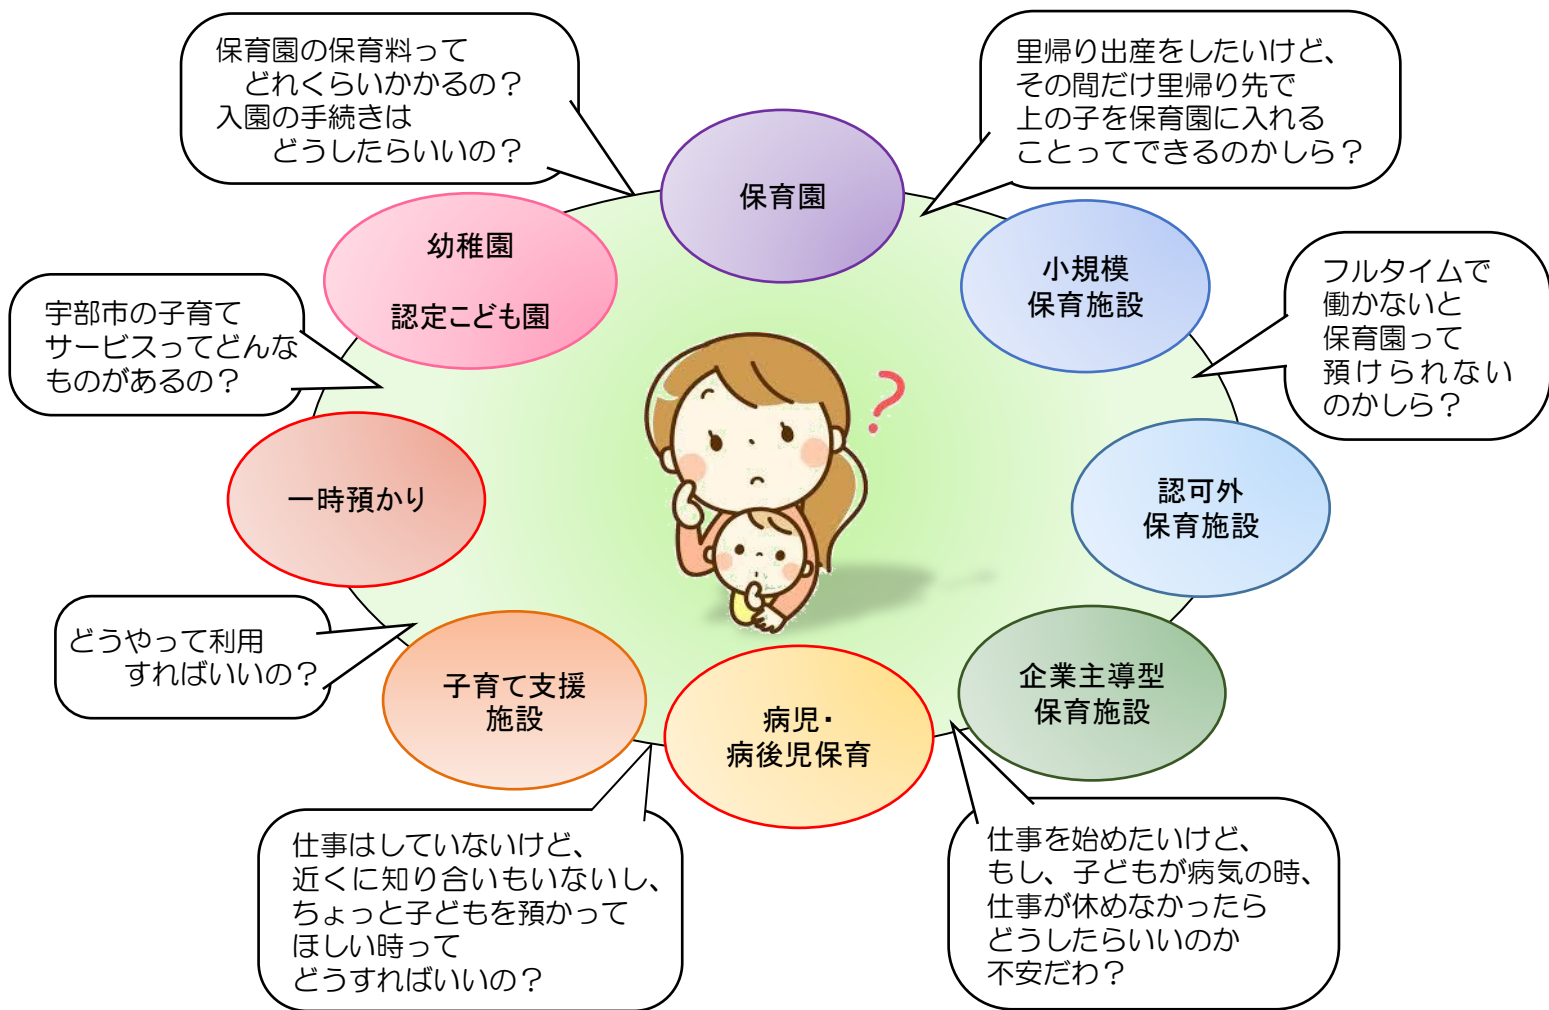 保育園の保育料って
どれくらいかかるの?
入園の手続きは
どうしたらいいの?
里帰り出産をしたいけど、
その間だけ里帰り先で
上の子を保育園に入れる
ことってできるのかしら?
保育園
幼稚園
認定こども園
小規模
保育施設
フルタイムで
働かないと
保育園って
預けられない
のかしら?
宇部市の子育て
サービスってどんな
ものがあるの?
?
一時預かり
認可外
保育施設
どうやって利用
すればいいの?
子育て支援
施設
病児・
病後児保育
企業主導型
保育施設
仕事はしていないけど、
近くに知り合いもいないし、
ちょっと子どもを預かって
ほしい時って
どうすればいいの?
仕事を始めたいけど、
もし、子どもが病気の時、
仕事が休めなかったら
どうしたらいいのか
不安だわ?